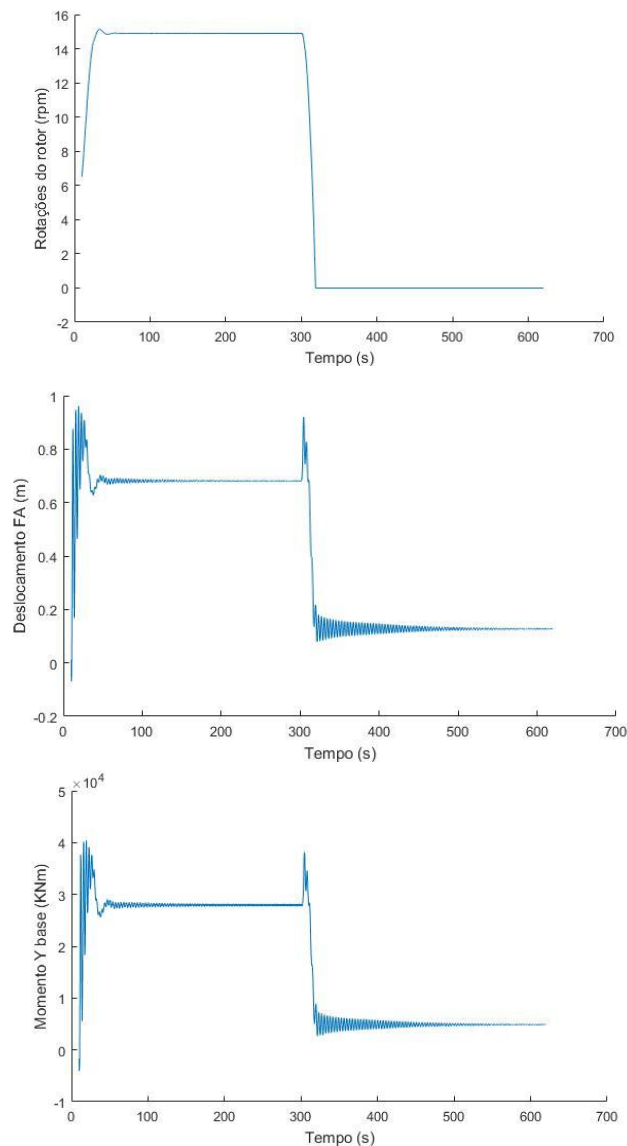 16
14
12
10
8
6
4
2
0
-2
Rotações do rotor (rpm)
0 100 200 300 400 500 600 700
Tempo (s)
1
0.8
0.6
0.4
0.2
0
-0.2
Deslocamento FA (m)
0 100 200 300 400 500 600 700
Tempo (s)
×10^4
5
4
3
2
1
0
-1
Momento Y base (KNm)
0 100 200 300 400 500 600 700
Tempo (s)